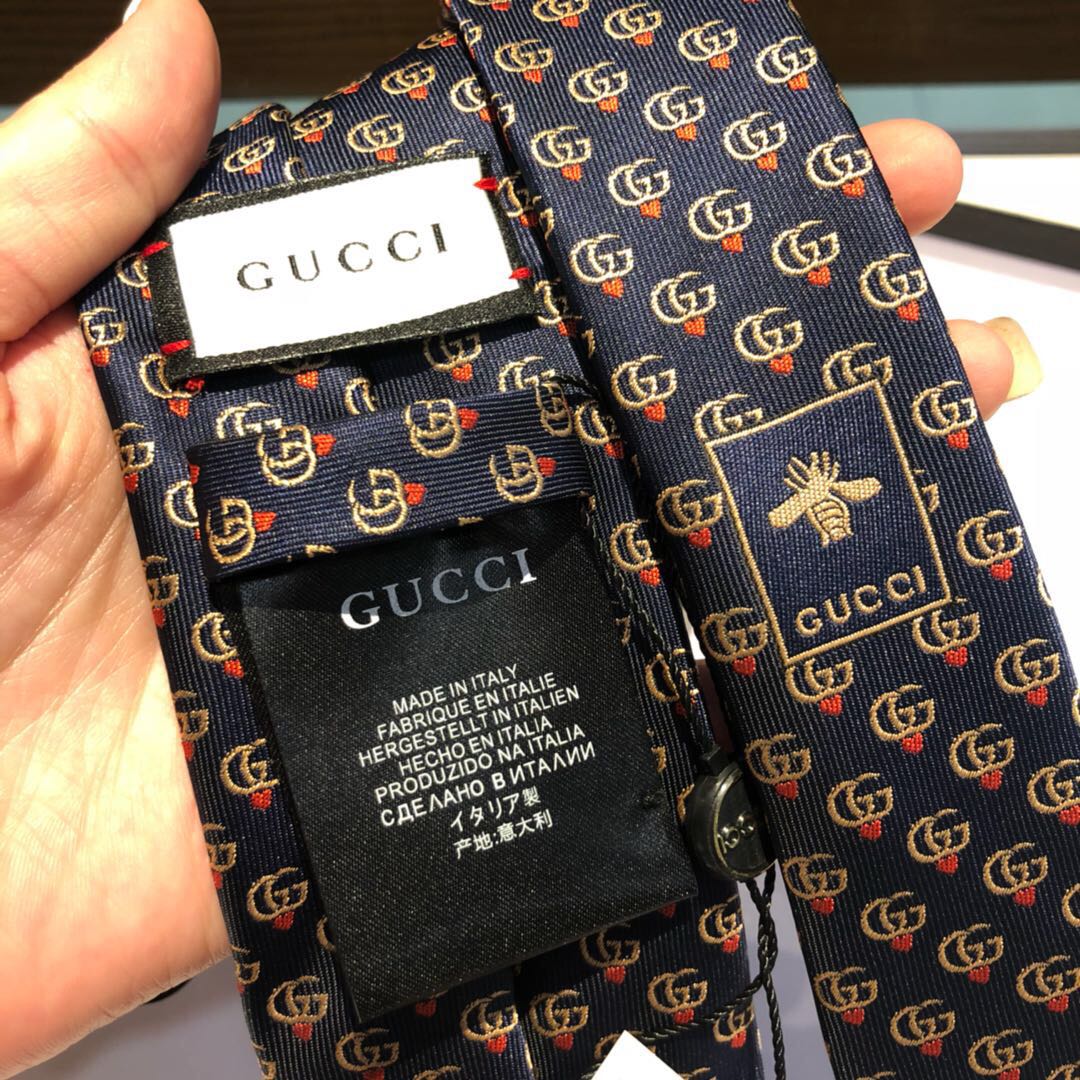 GUCCI
GUCCI
MADE IN ITALY
FABRIQUE EN ITALIE
HERGESTELLT IN ITALIEN
HECHO EN ITALIA
PRODUZIDO NA ITALIA
СДЕЛАНО В ИТАЛИИ
イタリア製
产地:意大利
GUCCI